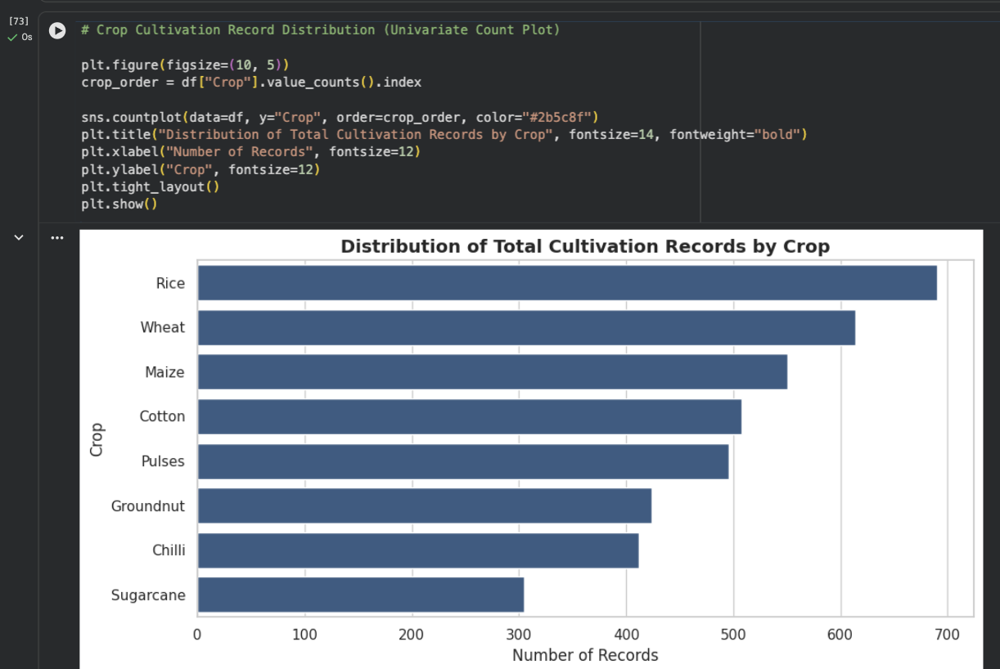 [73]
0s
# Crop Cultivation Record Distribution (Univariate Count Plot)
plt.figure(figsize=(10, 5))
crop_order = df["Crop"].value_counts().index
sns.countplot(data=df, y="Crop", order=crop_order, color="#2b5c8f")
plt.title("Distribution of Total Cultivation Records by Crop", fontsize=14, fontweight="bold")
plt.xlabel("Number of Records", fontsize=12)
plt.ylabel("Crop", fontsize=12)
plt.tight_layout()
plt.show()
Distribution of Total Cultivation Records by Crop
Rice
Wheat
Maize
Cotton
Pulses
Groundnut
Chilli
Sugarcane
Crop
0 100 200 300 400 500 600 700
Number of Records